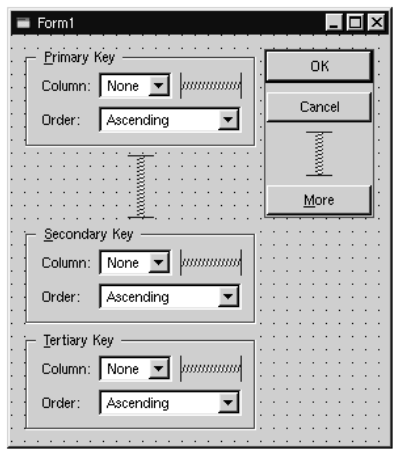 Form1
Primary Key
Column: None
Order: Ascending
OK
Cancel
More
Secondary Key
Column: None
Order: Ascending
Tertiary Key
Column: None
Order: Ascending